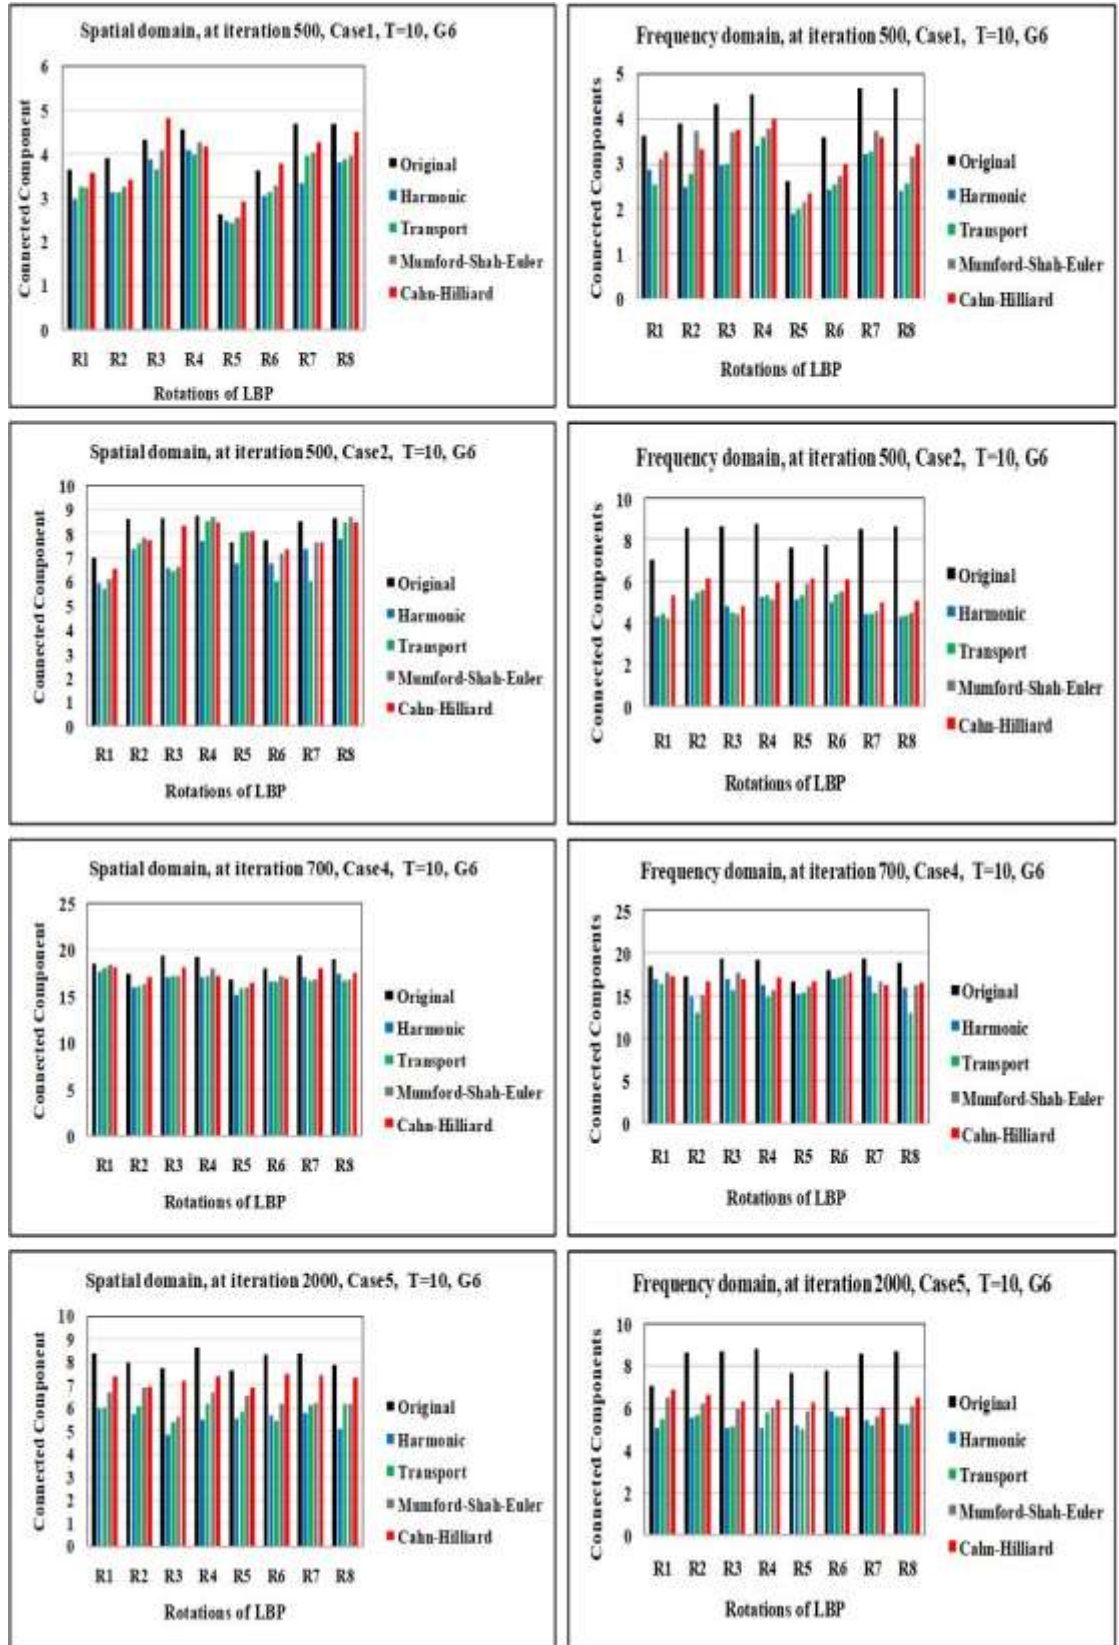 Spatial domain, at iteration 500, Case1, T=10, G6
Connected Component
6
5
4
3
2
1
0
R1 R2 R3 R4 R5 R6 R7 R8
Rotations of LBP
Original
Harmonic
Transport
Mumford-Shah-Euler
Cahn-Hilliard
Frequency domain, at iteration 500, Case1, T=10, G6
Connected Components
5
4
3
2
1
0
R1 R2 R3 R4 R5 R6 R7 R8
Rotations of LBP
Original
Harmonic
Transport
Mumford-Shah-Euler
Cahn-Hilliard
Spatial domain, at iteration 500, Case2, T=10, G6
Connected Component
10
9
8
7
6
5
4
3
2
1
0
R1 R2 R3 R4 R5 R6 R7 R8
Rotations of LBP
Original
Harmonic
Transport
Mumford-Shah-Euler
Cahn-Hilliard
Frequency domain, at iteration 500, Case2, T=10, G6
Connected Components
10
8
6
4
2
0
R1 R2 R3 R4 R5 R6 R7 R8
Rotations of LBP
Original
Harmonic
Transport
Mumford-Shah-Euler
Cahn-Hilliard
Spatial domain, at iteration 700, Case4, T=10, G6
Connected Component
25
20
15
10
5
0
R1 R2 R3 R4 R5 R6 R7 R8
Rotations of LBP
Original
Harmonic
Transport
Mumford-Shah-Euler
Cahn-Hilliard
Frequency domain, at iteration 700, Case4, T=10, G6
Connected Components
25
20
15
10
5
0
R1 R2 R3 R4 R5 R6 R7 R8
Rotations of LBP
Original
Harmonic
Transport
Mumford-Shah-Euler
Cahn-Hilliard
Spatial domain, at iteration 2000, Case5, T=10, G6
Connected Component
10
9
8
7
6
5
4
3
2
1
0
R1 R2 R3 R4 R5 R6 R7 R8
Rotations of LBP
Original
Harmonic
Transport
Mumford-Shah-Euler
Cahn-Hilliard
Frequency domain, at iteration 2000, Case5, T=10, G6
Connected Components
10
8
6
4
2
0
R1 R2 R3 R4 R5 R6 R7 R8
Rotations of LBP
Original
Harmonic
Transport
Mumford-Shah-Euler
Cahn-Hilliard